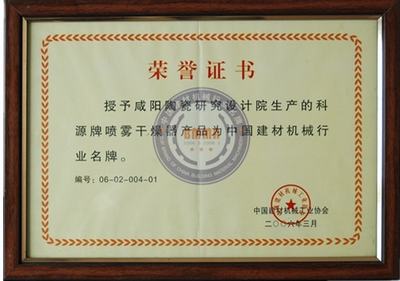 荣誉证书
授予咸阳陶瓷研究设计院生产的科
源牌喷雾干燥器产品为中国建材机械行
业名牌。
编号：06-02-004-01
中国建材机械工业协会
二〇〇六年三月